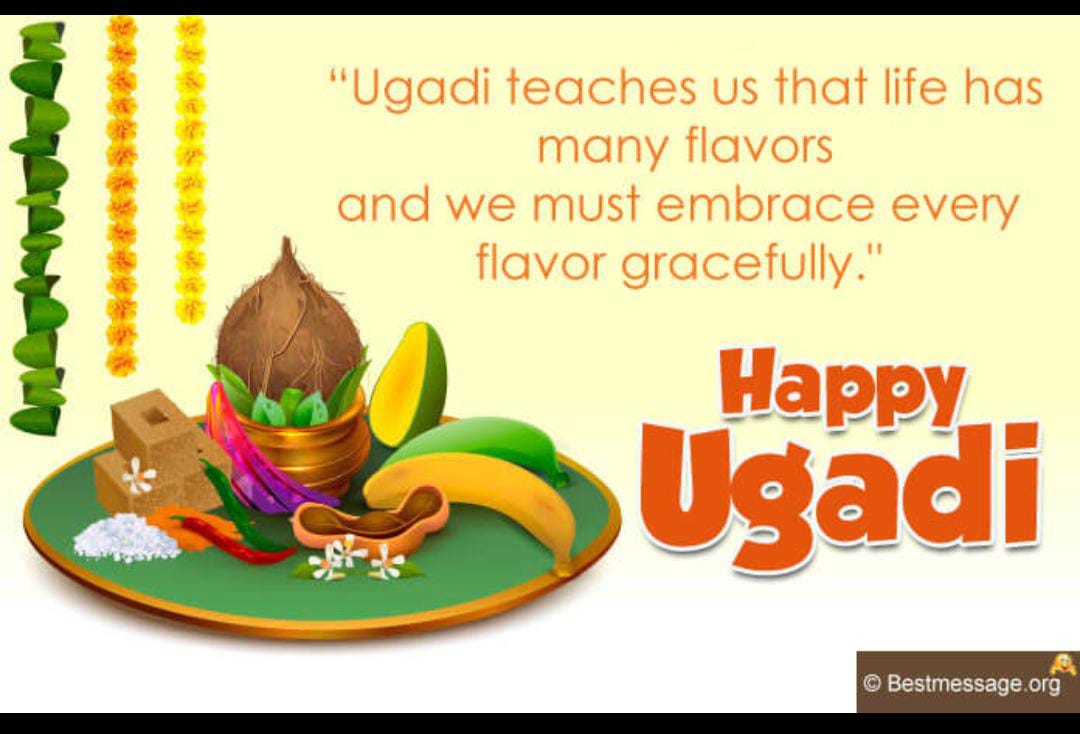 “Ugadi teaches us that life has
many flavors
and we must embrace every
flavor gracefully."
Happy
Ugadi
© Bestmessage.org